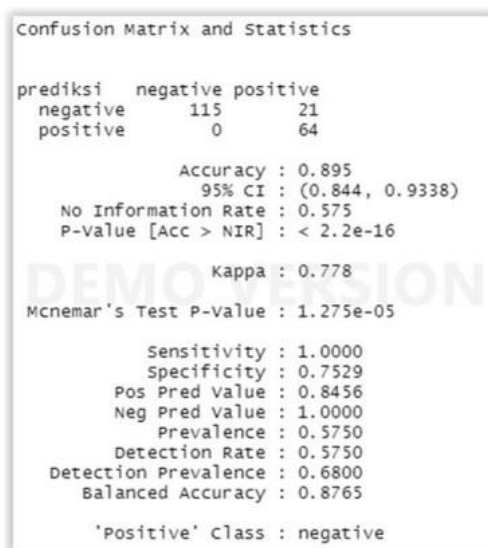 Confusion Matrix and Statistics
prediksi negative positive
negative 115 21
positive 0 64
Accuracy : 0.895
95% CI : (0.844, 0.9338)
No Information Rate : 0.575
P-Value [Acc > NIR] : < 2.2e-16
DEMO VERSION
Kappa : 0.778
Mcnemar's Test P-Value : 1.275e-05
Sensitivity : 1.0000
Specificity : 0.7529
Pos Pred Value : 0.8456
Neg Pred Value : 1.0000
Prevalence : 0.5750
Detection Rate : 0.5750
Detection Prevalence : 0.6800
Balanced Accuracy : 0.8765
'Positive' Class : negative